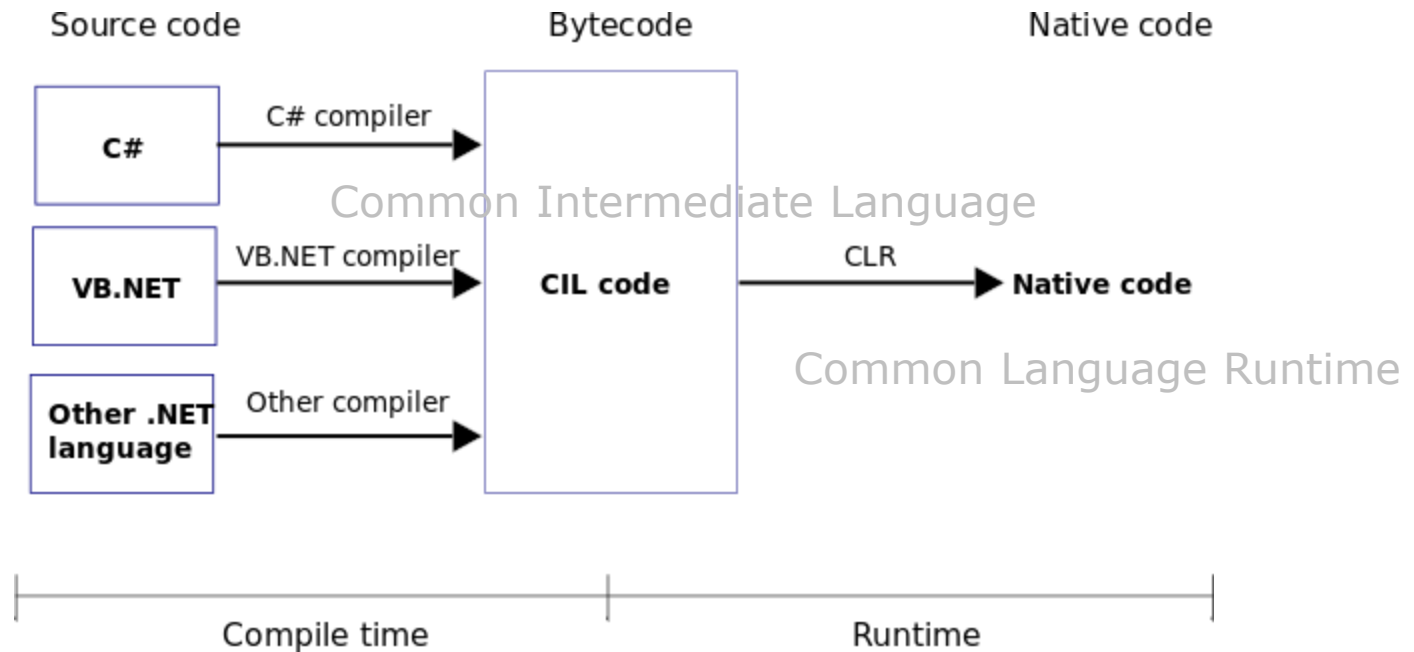 Source code
Bytecode
Native code
C#
C# compiler
Common Intermediate Language
VB.NET
VB.NET compiler
CIL code
CLR
Native code
Common Language Runtime
Other .NET
language
Other compiler
Compile time
Runtime